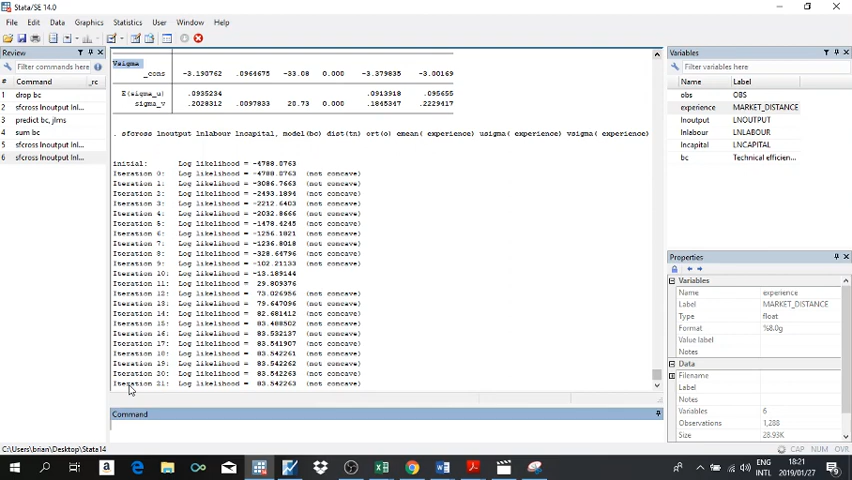 Stata/SE 14.0
File Edit Data Graphics Statistics User Window Help
Review
Filter commands here
# Command _rc
1 drop bc
2 sfcross lnoutput lnl...
3 predict bc, jlms
4 sum bc
5 sfcross lnoutput lnl...
6 sfcross lnoutput lnl...
Vsigma
_cons -3.190762 .0964675 -33.08 0.000 -3.379835 -3.00169
E(sigma_u) .0935234 .0913918 .095655
sigma_v .2028312 .0097833 20.73 0.000 .1845347 .2229417
. sfcross lnoutput lnlabour lncapital, model(bc) dist(tn) ort(o) emean( experience) usigma( experience) vsigma( experience)
initial: Log likelihood = -4788.0763
Iteration 0: Log likelihood = -4788.0763 (not concave)
Iteration 1: Log likelihood = -3086.7663 (not concave)
Iteration 2: Log likelihood = -2493.1894 (not concave)
Iteration 3: Log likelihood = -2212.6403 (not concave)
Iteration 4: Log likelihood = -2032.8666 (not concave)
Iteration 5: Log likelihood = -1478.4245 (not concave)
Iteration 6: Log likelihood = -1256.1021 (not concave)
Iteration 7: Log likelihood = -1236.8018 (not concave)
Iteration 8: Log likelihood = -328.64796 (not concave)
Iteration 9: Log likelihood = -102.21133 (not concave)
Iteration 10: Log likelihood = -13.189144
Iteration 11: Log likelihood = 29.809376
Iteration 12: Log likelihood = 73.026956 (not concave)
Iteration 13: Log likelihood = 79.647096 (not concave)
Iteration 14: Log likelihood = 82.681412 (not concave)
Iteration 15: Log likelihood = 83.488502 (not concave)
Iteration 16: Log likelihood = 83.532137 (not concave)
Iteration 17: Log likelihood = 83.541907 (not concave)
Iteration 18: Log likelihood = 83.542261 (not concave)
Iteration 19: Log likelihood = 83.542262 (not concave)
Iteration 20: Log likelihood = 83.542263 (not concave)
Iteration 21: Log likelihood = 83.542263 (not concave)
Command
Variables
Filter variables here
Name Label
obs OBS
experience MARKET_DISTANCE
lnoutput LNOUTPUT
lnlabour LNLABOUR
lncapital LNCAPITAL
bc Technical efficien...
Properties
Variables
Name experience
Label MARKET_DISTANCE
Type float
Format %8.0g
Value label
Notes
Data
Filename
Label
Notes
Variables 6
Observations 1,288
Size 28.93K
C:\Users\brian\Desktop\Stata14
CAP NUM OVR
ENG
INTL
18:21
2019/01/27